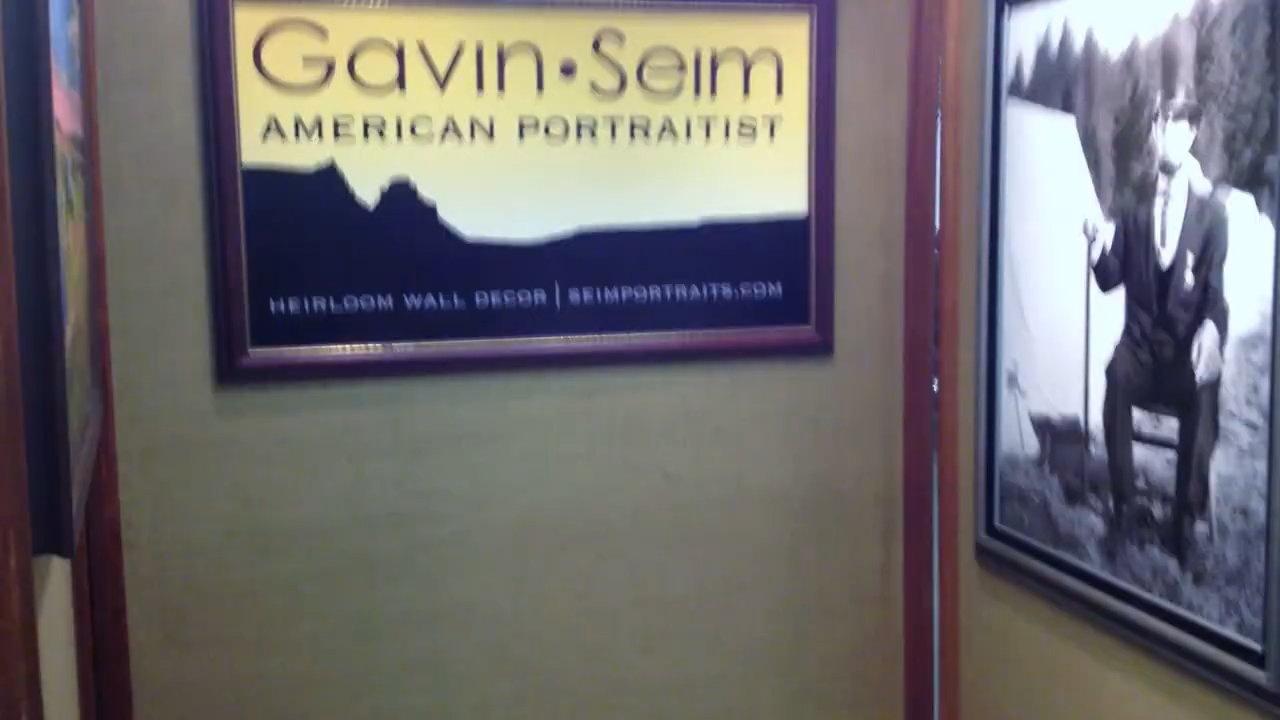 Gavin•Seim
AMERICAN PORTRAITIST
HEIRLOOM WALL DECOR | SEIMPORTRAITS.COM